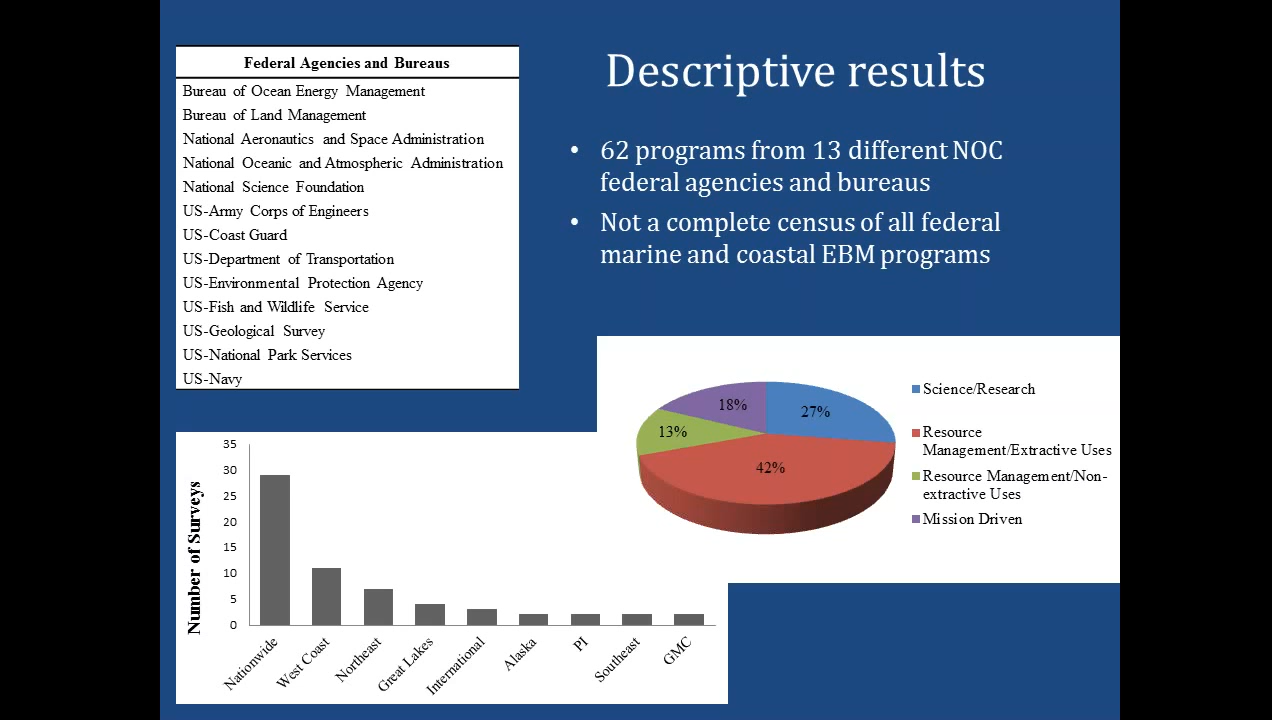 Federal Agencies and Bureaus
Bureau of Ocean Energy Management
Bureau of Land Management
National Aeronautics and Space Administration
National Oceanic and Atmospheric Administration
National Science Foundation
US-Army Corps of Engineers
US-Coast Guard
US-Department of Transportation
US-Environmental Protection Agency
US-Fish and Wildlife Service
US-Geological Survey
US-National Park Services
US-Navy
Descriptive results
• 62 programs from 13 different NOC
federal agencies and bureaus
• Not a complete census of all federal
marine and coastal EBM programs
27%
42%
13%
18%
Science/Research
Resource
Management/Extractive Uses
Resource Management/Non-
extractive Uses
Mission Driven
Number of Surveys
35
30
25
20
15
10
5
0
Nationwide
West Coast
Northeast
Great Lakes
International
Alaska
PI
Southeast
GMC